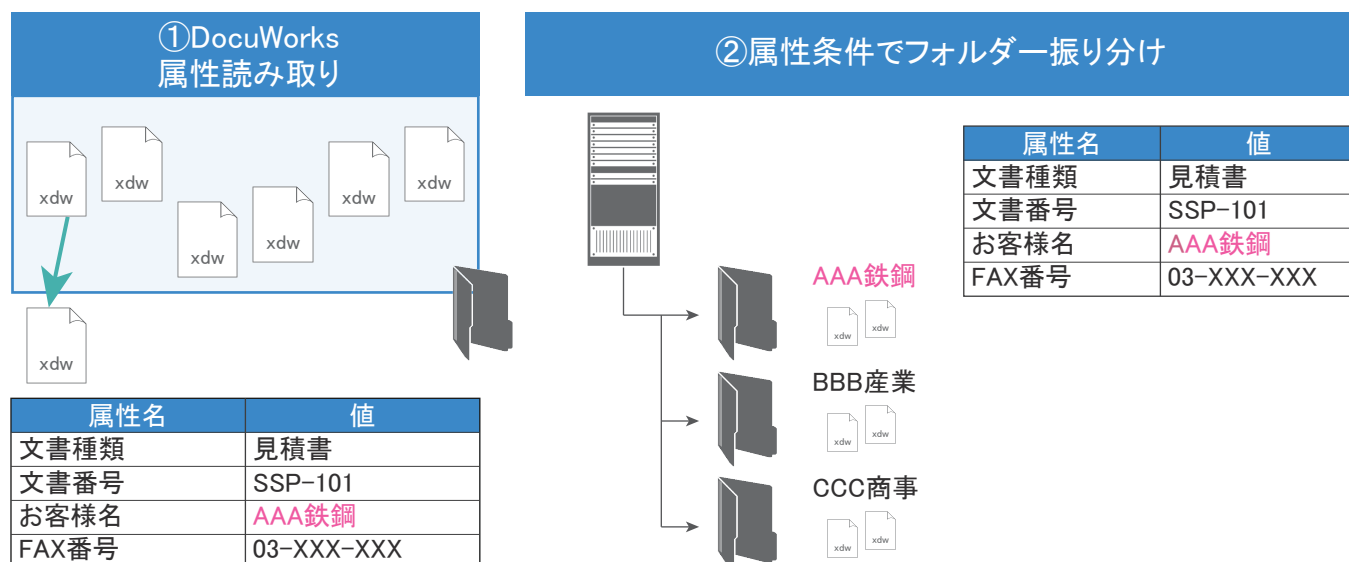 ①DocuWorks
属性読み取り
xdw
xdw
xdw
xdw
xdw
xdw
xdw
属性名 値
文書種類 見積書
文書番号 SSP-101
お客様名 AAA鉄鋼
FAX番号 03-XXX-XXX
②属性条件でフォルダー振り分け
AAA鉄鋼
xdw xdw
BBB産業
xdw xdw
CCC商事
xdw xdw
属性名 値
文書種類 見積書
文書番号 SSP-101
お客様名 AAA鉄鋼
FAX番号 03-XXX-XXX